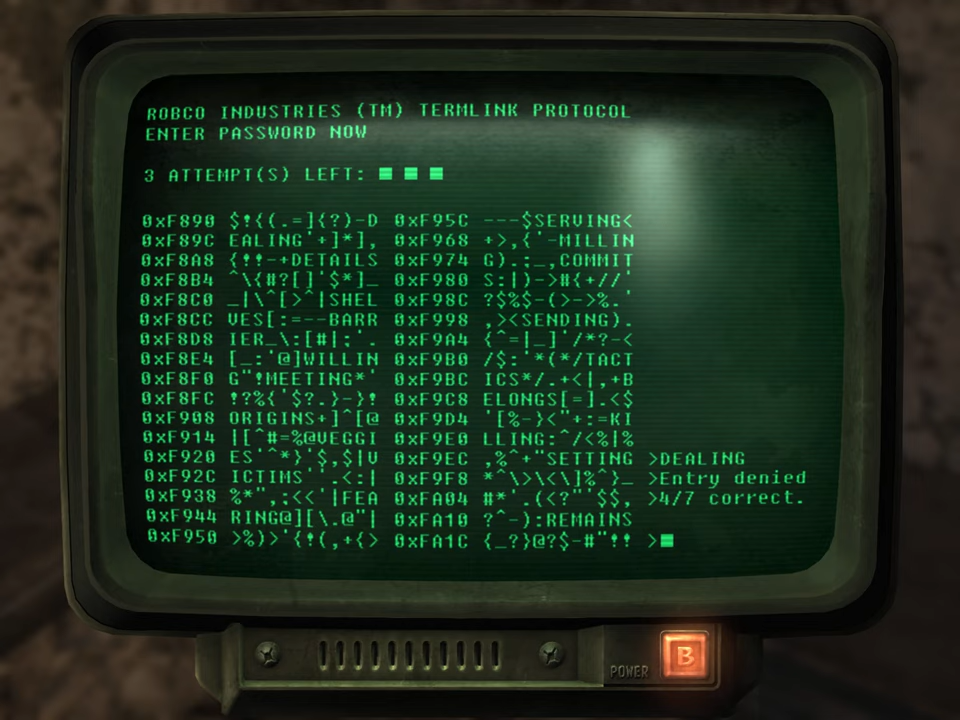 ROBCO INDUSTRIES (TM) TERMLINK PROTOCOL
ENTER PASSWORD NOW
3 ATTEMPT(S) LEFT: ■ ■ ■
0xF890 $!{(.=]{?)-D 0xF95C ---$SERVING<
0xF89C EALING'+]*], 0xF968 +>,{'-MILLIN
0xF8A8 {!!-+DETAILS 0xF974 G).:_,COMMIT
0xF8B4 ^\{#?[]'$*]_ 0xF980 S:|)->#{+//'
0xF8C0 _|\^[>^|SHEL 0xF98C ?$%$-(>->%.'
0xF8CC VES[:=--BARR 0xF998 ,><SENDING).
0xF8D8 IER_\:[#|;'. 0xF9A4 {^=|_]'/*?-<
0xF8E4 [_:'@]WILLIN 0xF9B0 /$:'*(*/TACT
0xF8F0 G"!MEETING*' 0xF9BC ICS*/.+<|,+B
0xF8FC !?%{'$?.}-}! 0xF9C8 ELONGS[=].<$
0xF908 ORIGINS+]^[@ 0xF9D4 '[%-}<"+:=KI
0xF914 |[^#=%@VEGGI 0xF9E0 LLING:^/<%|%
0xF920 ES'^*}'$,$|V 0xF9EC ,%^+"SETTING >DEALING
0xF92C ICTIMS''.<:| 0xF9F8 *^\>\<\]%^}_ >Entry denied
0xF938 %*",:<<'|FEA 0xFA04 #*'.(<?"'$$, >4/7 correct.
0xF944 RING@][\.@"| 0xFA10 ?^-):REMAINS
0xF950 >%)>'{!(,+{> 0xFA1C {_?}@?$-#"!! >■
POWER
B